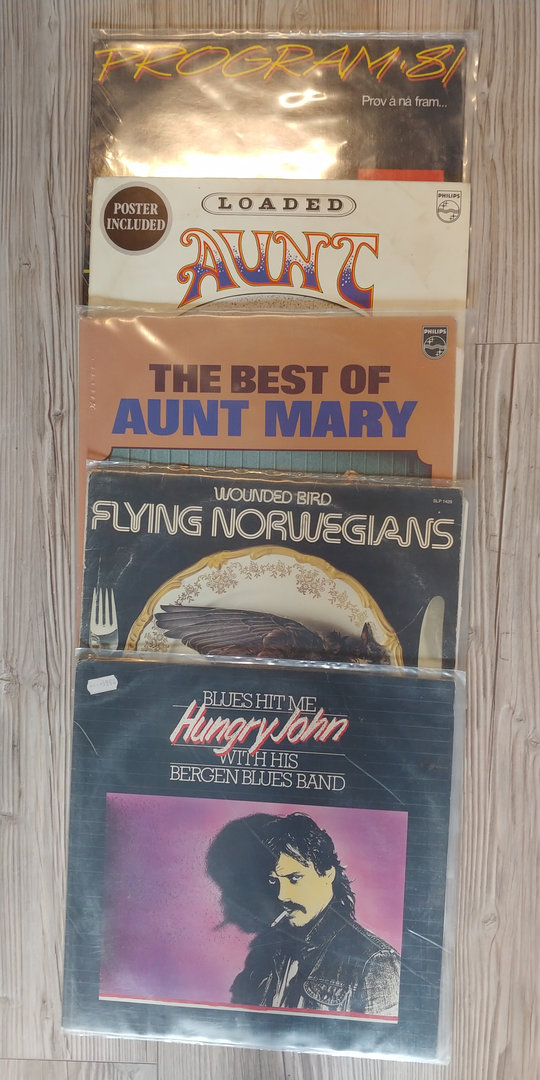 PROGRAM·81
Prøv å nå fram...
POSTER
INCLUDED
LOADED
PHILIPS
AUNT
PHILIPS
THE BEST OF
AUNT MARY
WOUNDED BIRD
SLP 1429
FLYING NORWEGIANS
BLUES HIT ME
Hungry John
WITH HIS
BERGEN BLUES BAND